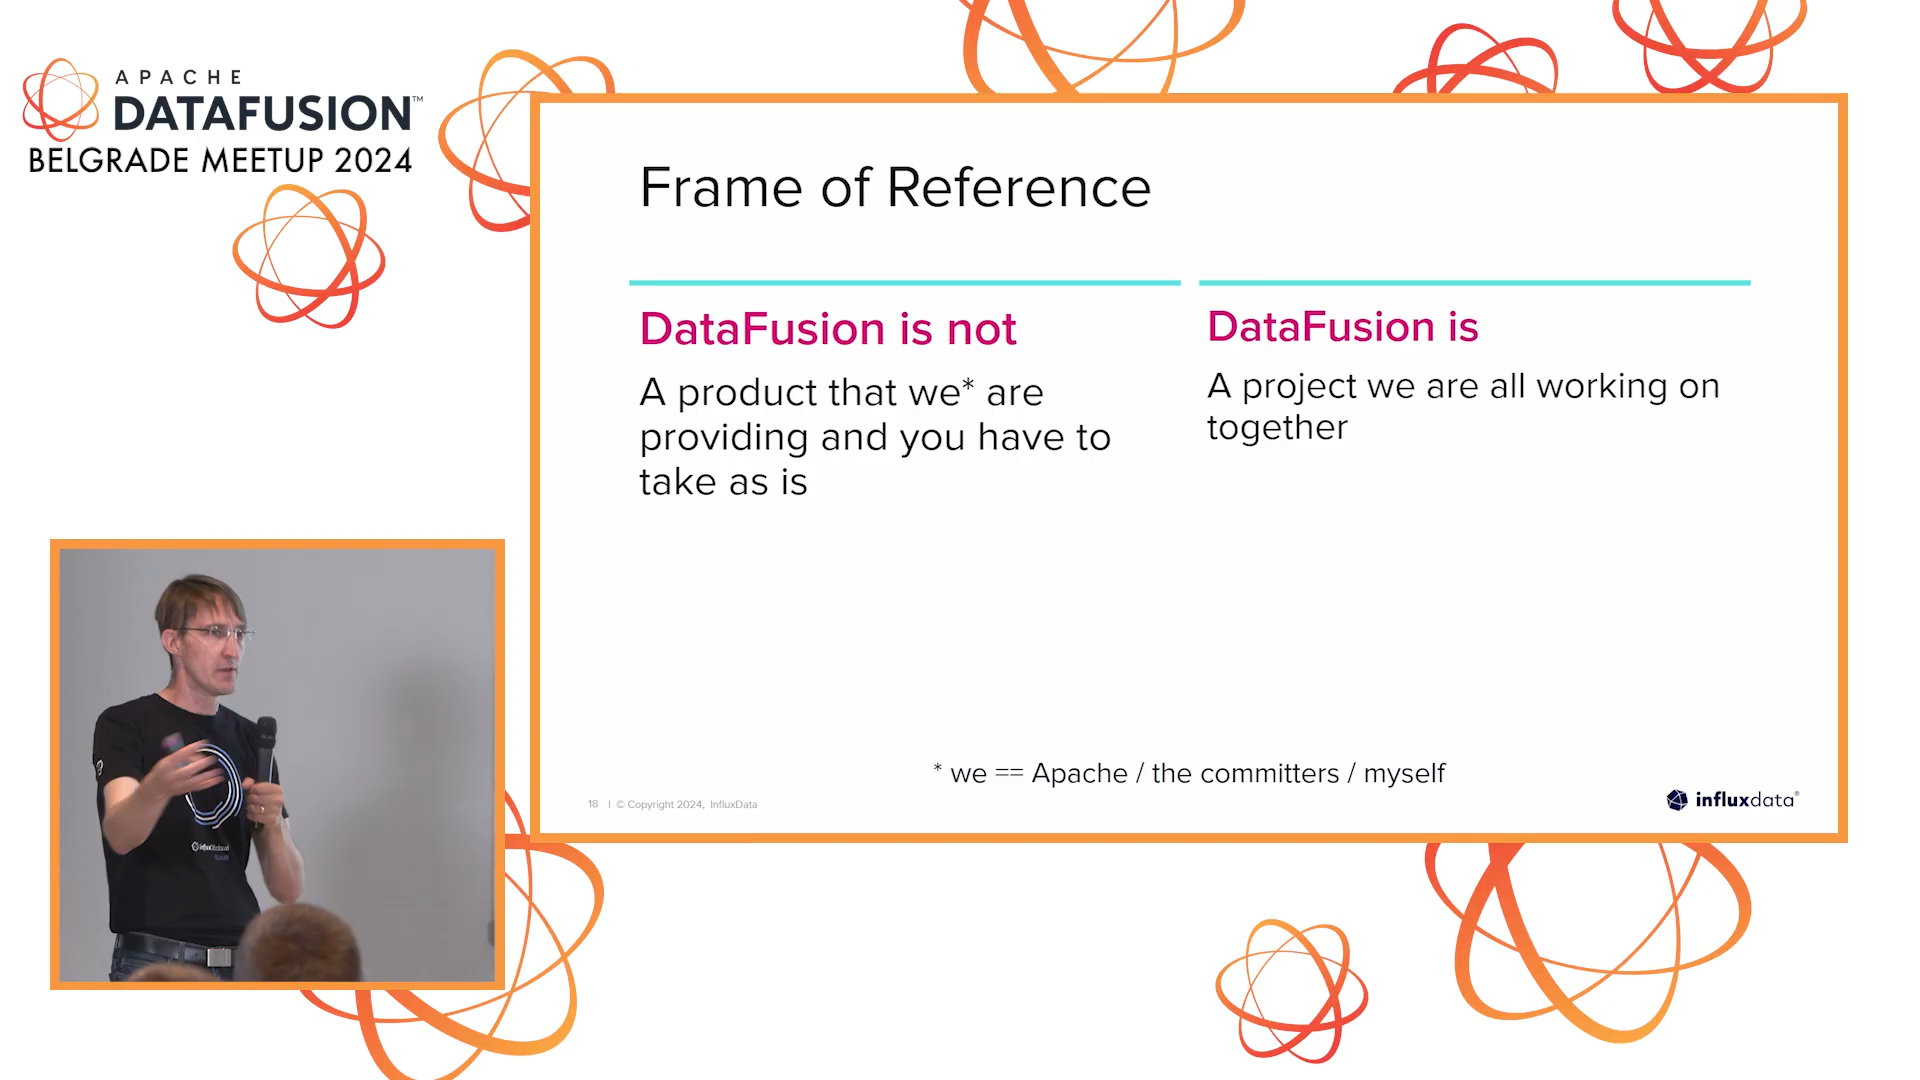 APACHE
DATAFUSION™
BELGRADE MEETUP 2024
Frame of Reference
DataFusion is not
A product that we* are
providing and you have to
take as is
DataFusion is
A project we are all working on
together
* we == Apache / the committers / myself
18 | © Copyright 2024, InfluxData
influxdata®